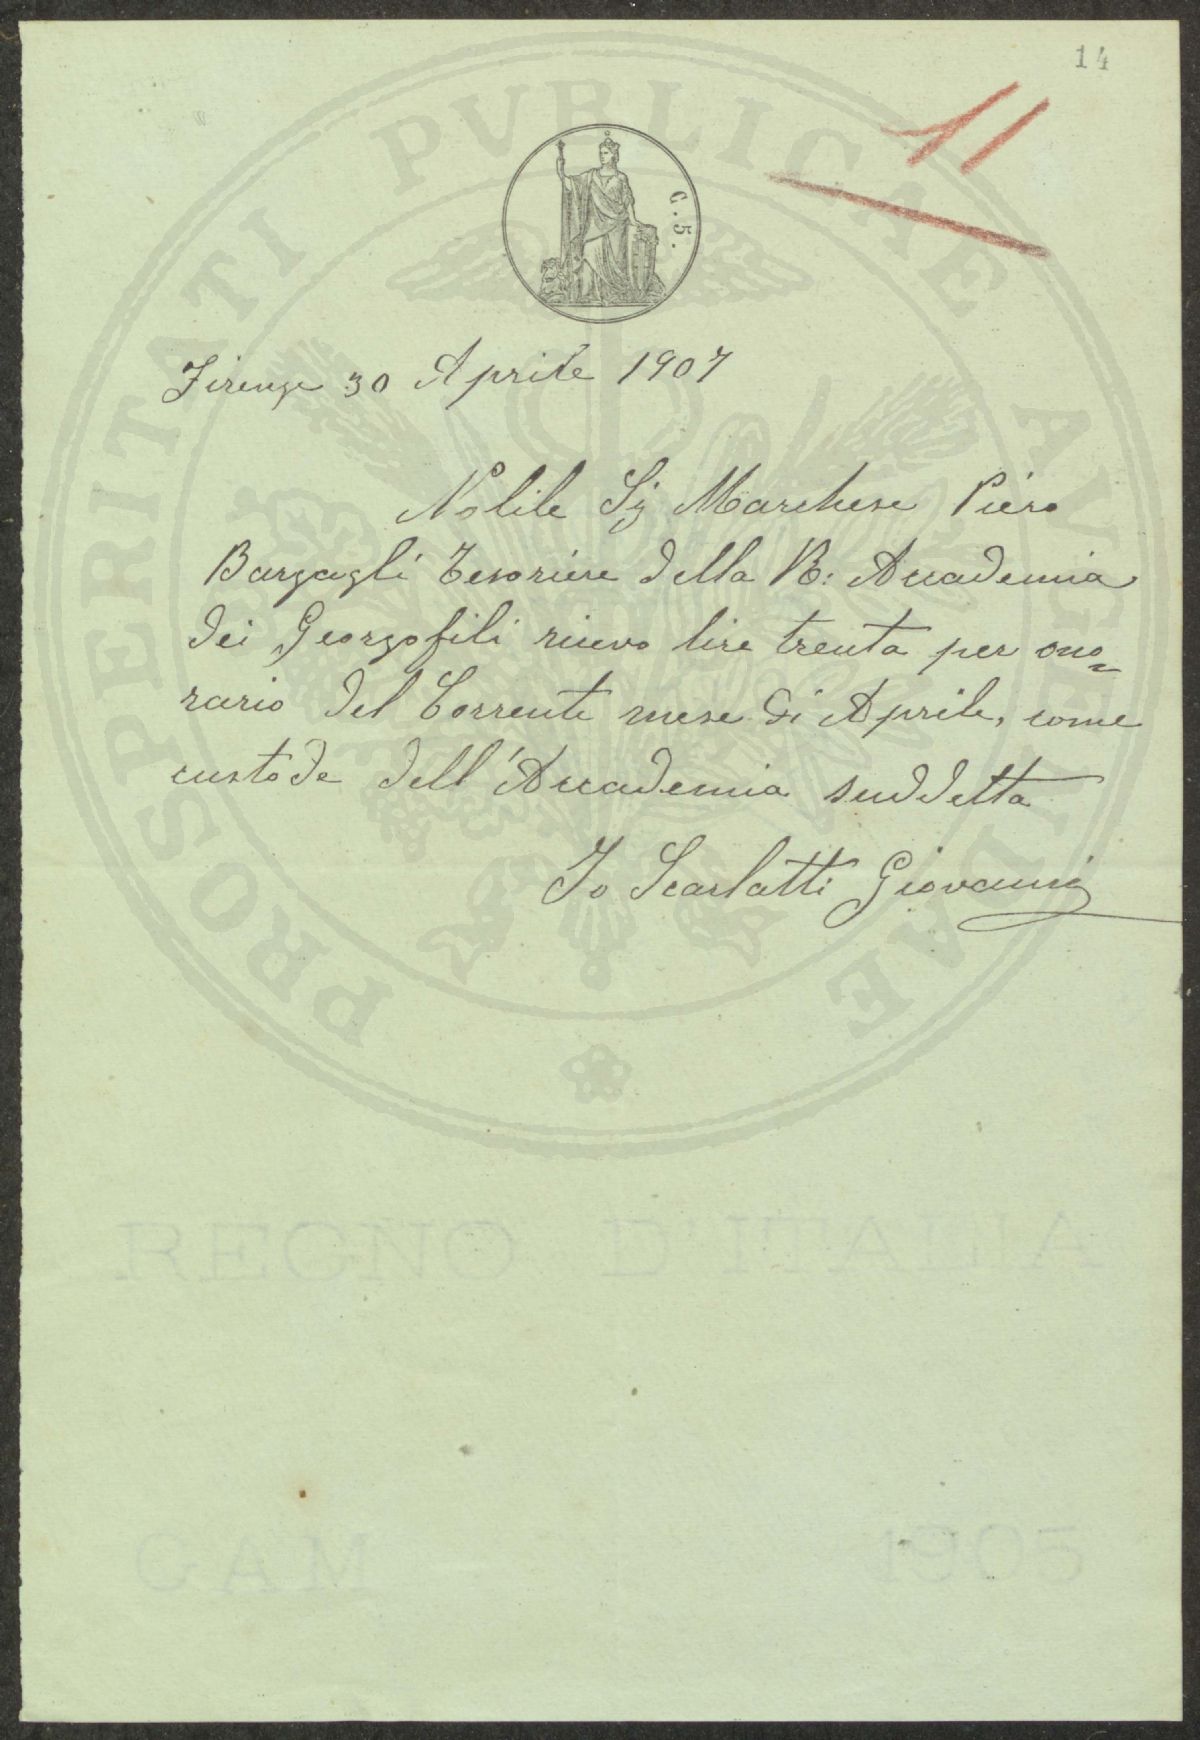 14
11
C. 5.
PROSPERITATI PVBLICAE AVGENDAE
Firenze 30 Aprile 1907
Nobile Sig Marchese Piero
Bargagli Tesoriere della R: Accademia
dei Georgofili ricevo lire trenta per ono=
rario del Corrente mese di Aprile, come
custode dell'Accademia suddetta
Io Scarlatti Giovanni
REGNO D'ITALIA
GAM 1905